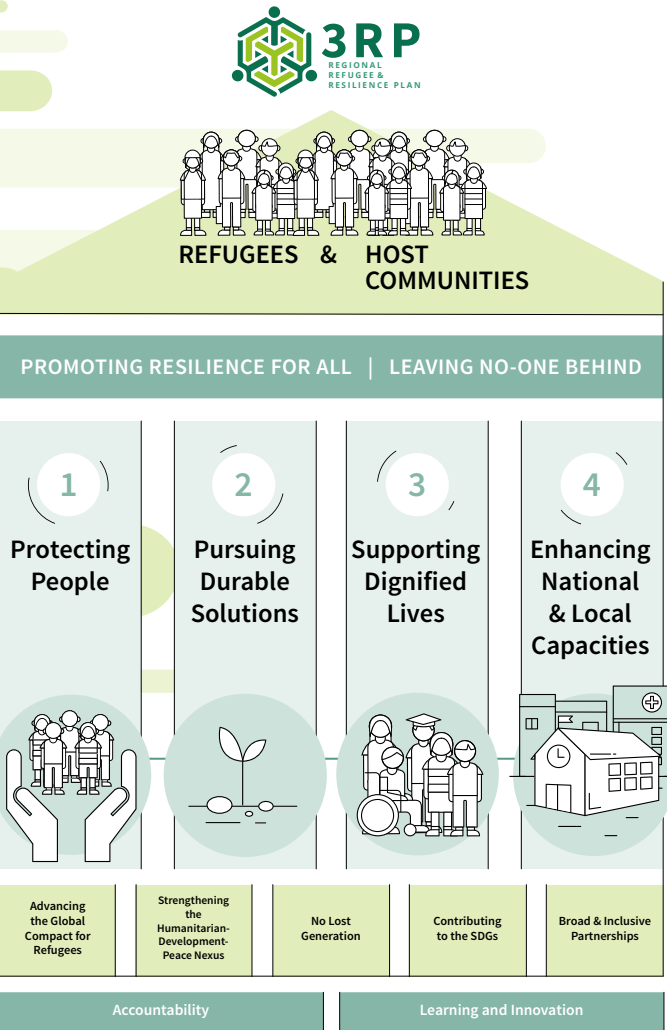 3RP
REGIONAL
REFUGEE &
RESILIENCE PLAN
REFUGEES & HOST
COMMUNITIES
PROMOTING RESILIENCE FOR ALL | LEAVING NO-ONE BEHIND
1
Protecting
People
2
Pursuing
Durable
Solutions
3
Supporting
Dignified
Lives
4
Enhancing
National
& Local
Capacities
Advancing
the Global
Compact for
Refugees
Strengthening
the
Humanitarian-
Development-
Peace Nexus
No Lost
Generation
Contributing
to the SDGs
Broad & Inclusive
Partnerships
Accountability
Learning and Innovation